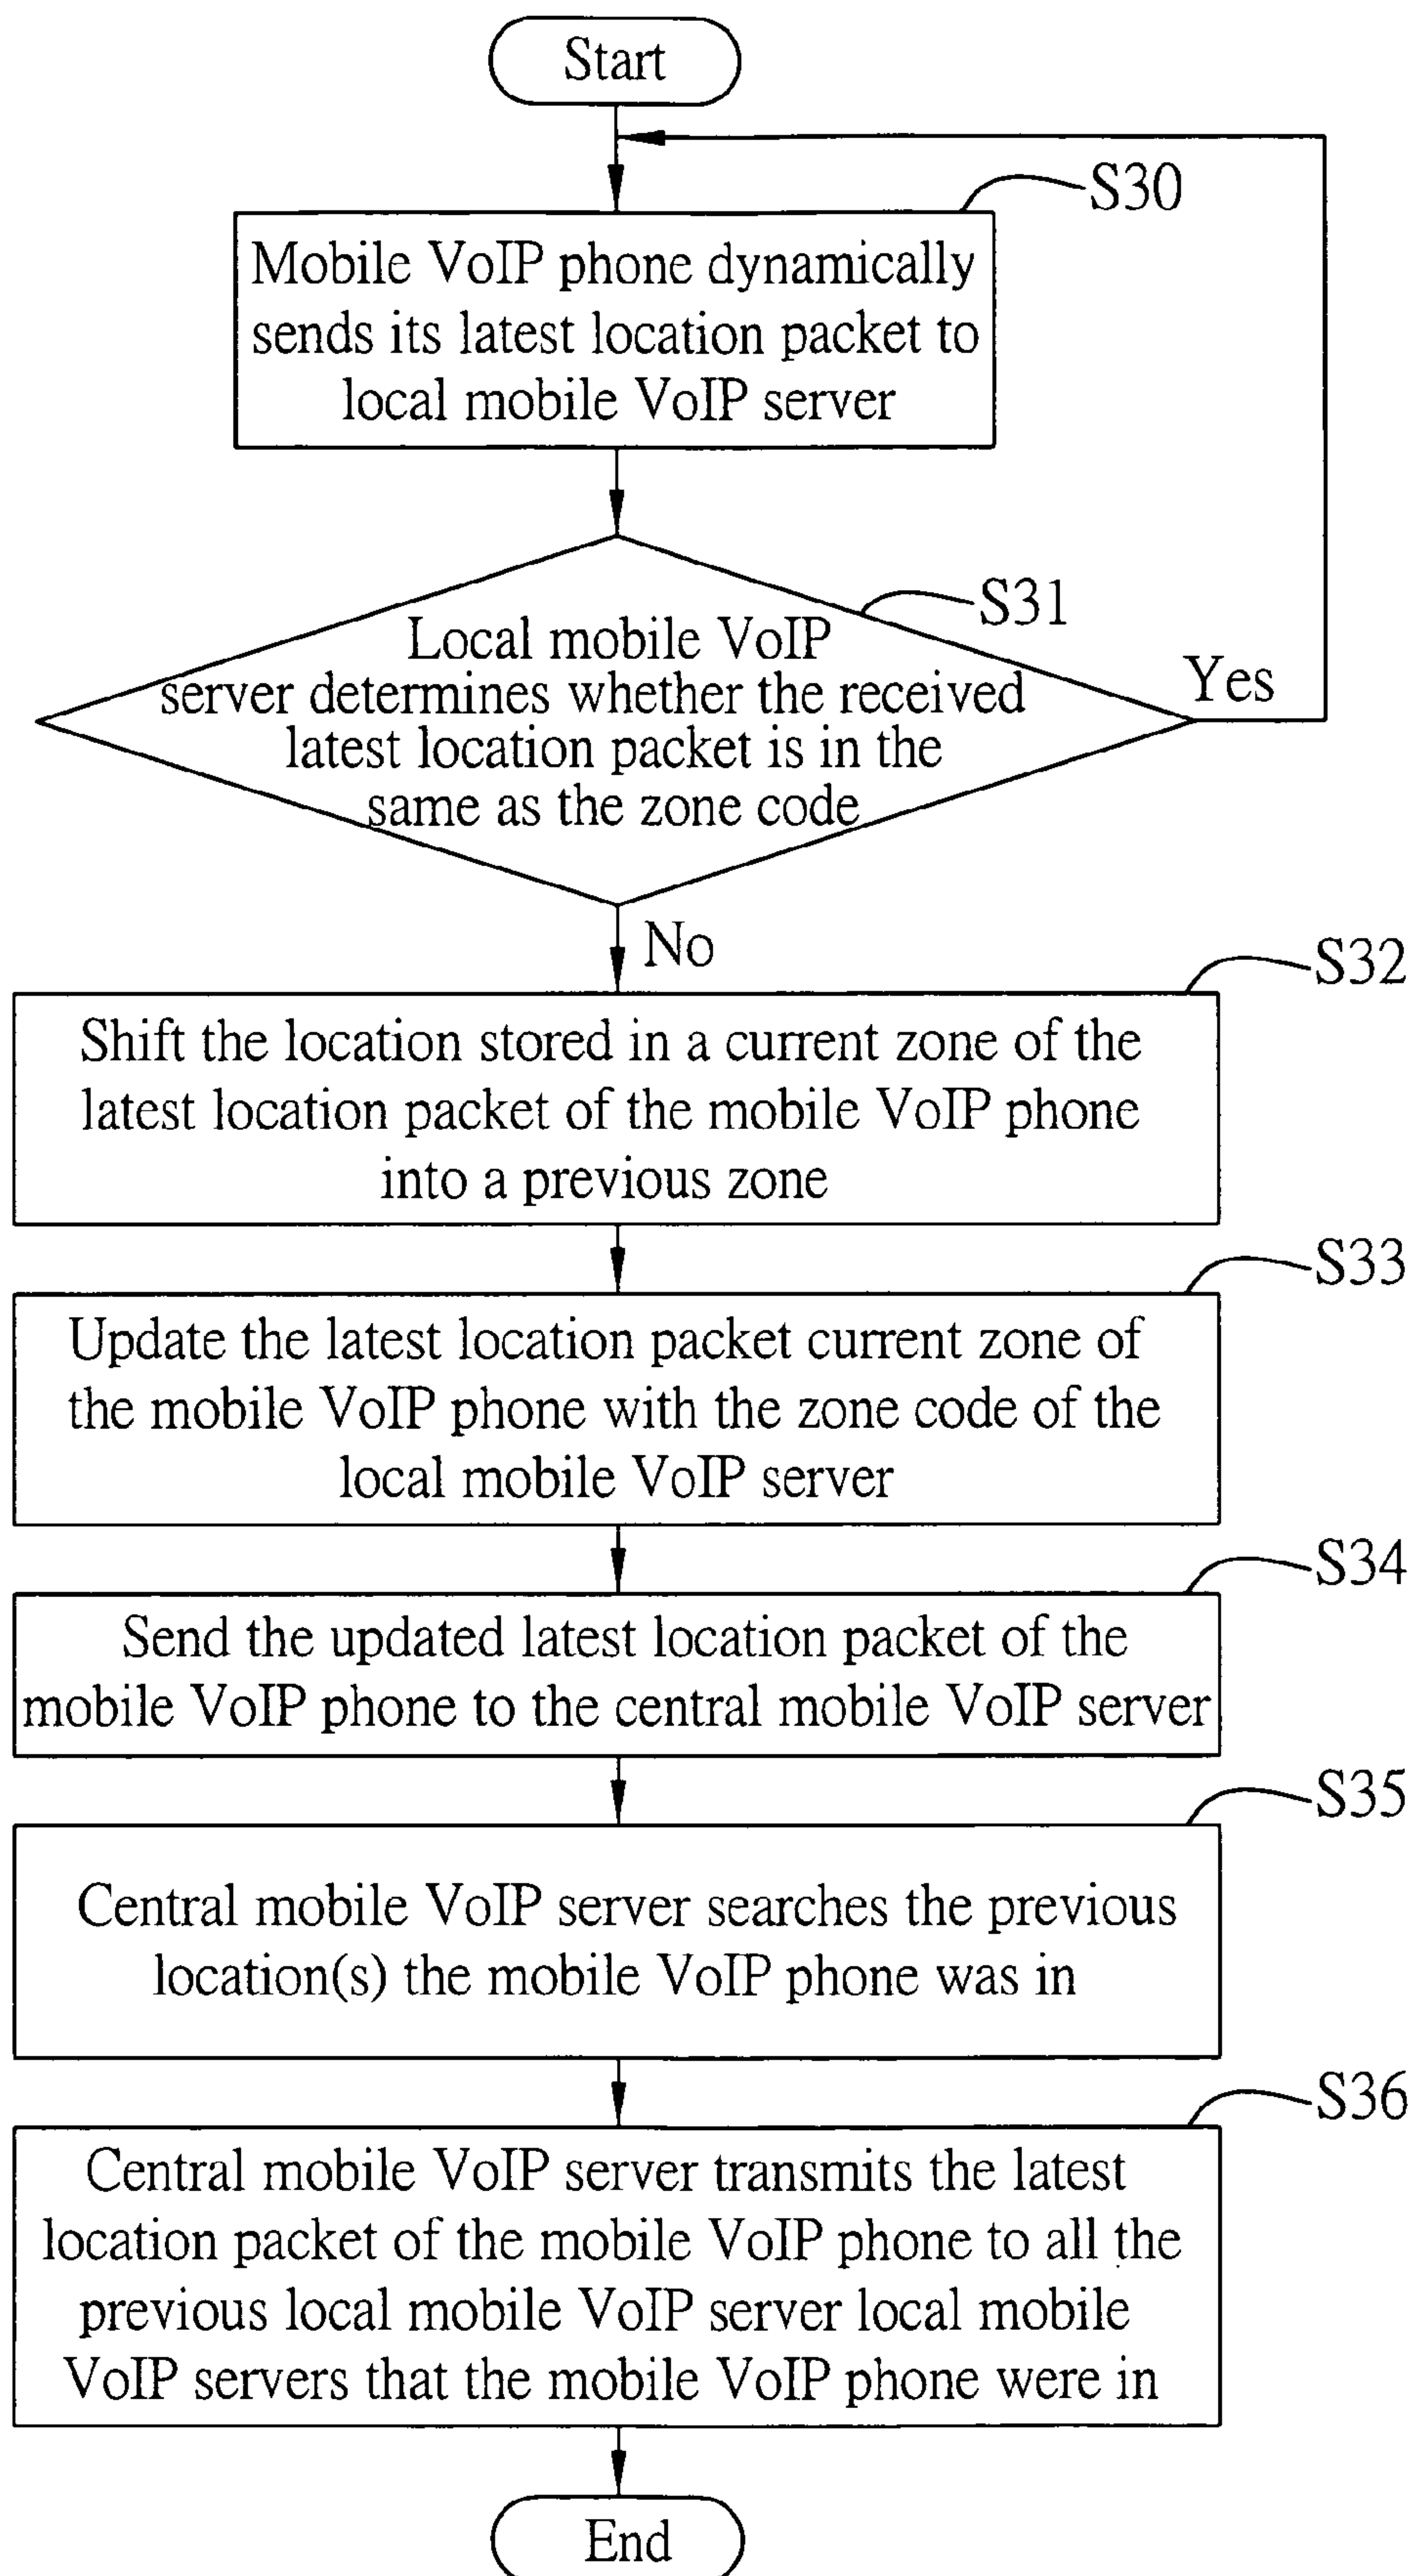 Start
S30
Mobile VoIP phone dynamically
sends its latest location packet to
local mobile VoIP server
S31
Local mobile VoIP
server determines whether the received
latest location packet is in the
same as the zone code
Yes
No
S32
Shift the location stored in a current zone of the
latest location packet of the mobile VoIP phone
into a previous zone
S33
Update the latest location packet current zone of
the mobile VoIP phone with the zone code of the
local mobile VoIP server
S34
Send the updated latest location packet of the
mobile VoIP phone to the central mobile VoIP server
S35
Central mobile VoIP server searches the previous
location(s) the mobile VoIP phone was in
S36
Central mobile VoIP server transmits the latest
location packet of the mobile VoIP phone to all the
previous local mobile VoIP server local mobile
VoIP servers that the mobile VoIP phone were in
End